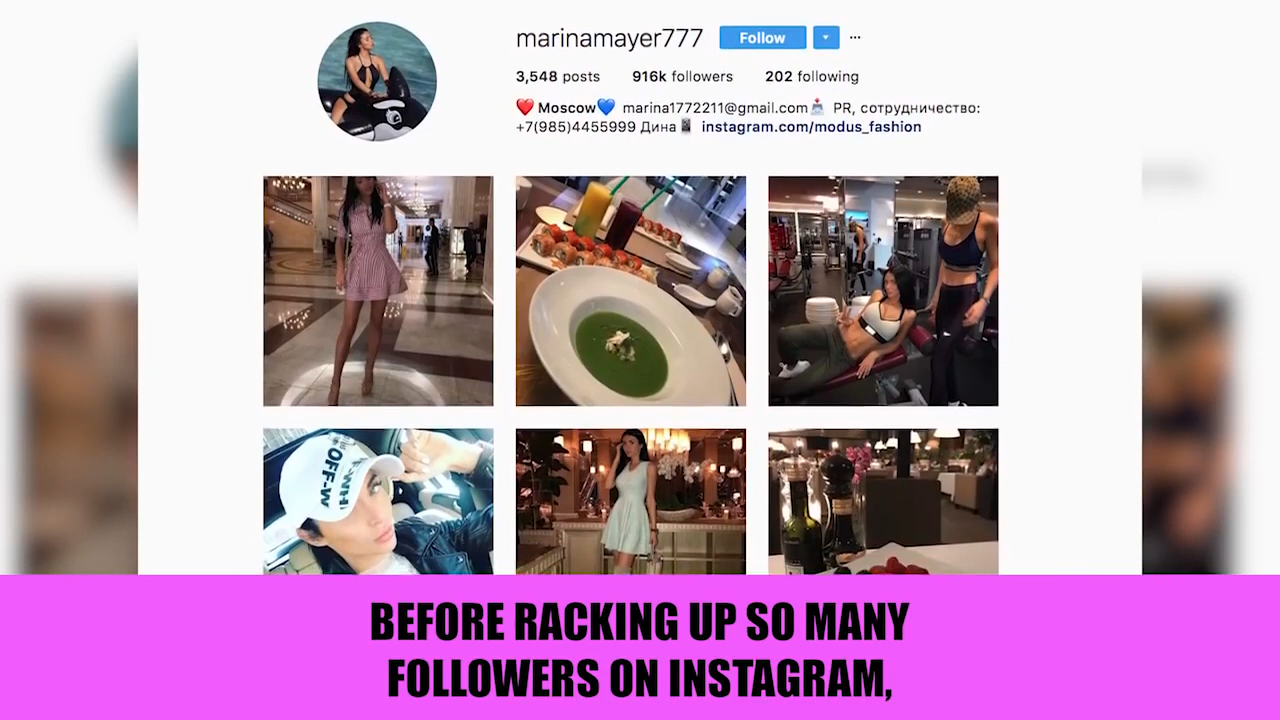 marinamayer777 Follow ...
3,548 posts 916k followers 202 following
❤️ Moscow💙 marina1772211@gmail.com📩 PR, сотрудничество:
+7(985)4455999 Дина📱 instagram.com/modus_fashion
OFF-W
WHI
BEFORE RACKING UP SO MANY
FOLLOWERS ON INSTAGRAM,